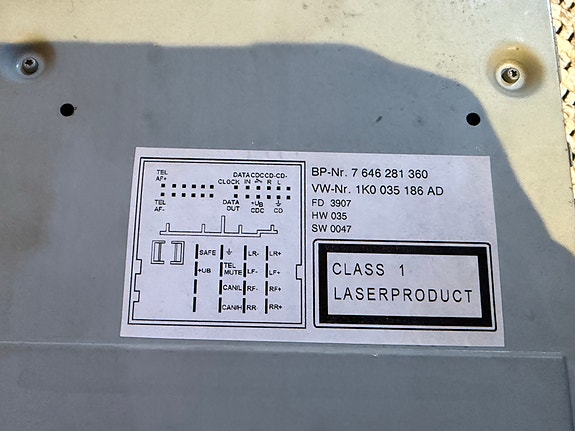 TEL DATA CDC CD- CD-
AF+ CLOCK IN R L
TEL DATA +UB CD
AF- OUT CDC
SAFE LR- LR+
+UB TEL MUTE LF- LF+
CAN/L RF- RF+
CAN/H RR- RR+
BP-Nr. 7 646 281 360
VW-Nr. 1K0 035 186 AD
FD 3907
HW 035
SW 0047
CLASS 1
LASERPRODUCT